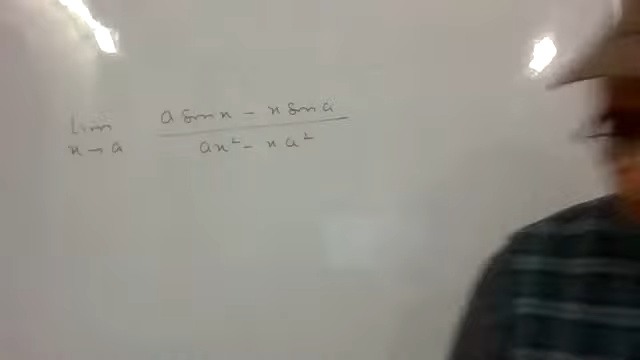 lim x→a (a sin x - x sin a) / (ax² - xa²)